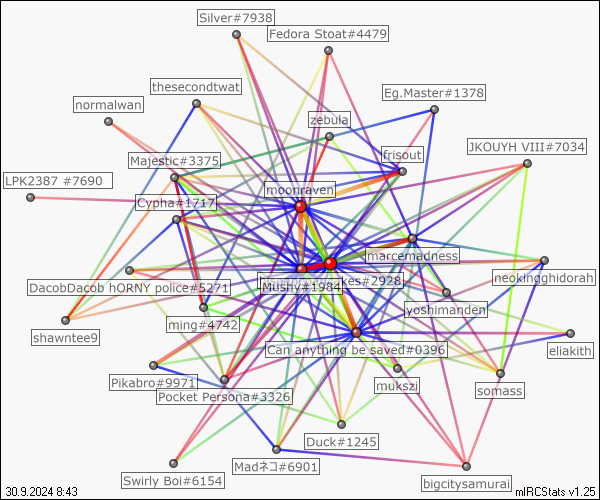 Silver#7938
Fedora Stoat#4479
thesecondtwat
Eg.Master#1378
normalwan
zebula
JKOUYH VIII#7034
frisout
Majestic#3375
LPK2387 #7690
moonraven
Cypha#1717
marcemadness
DacobDacob hORNY police#5271
Mushy#1984
kes#2928
neokingghidorah
yoshimanden
ming#4742
shawntee9
Can anything be saved#0396
eliakith
Pikabro#9971
mukszi
somass
Pocket Persona#3326
Duck#1245
Madネコ#6901
Swirly Boi#6154
bigcitysamurai
30.9.2024 8:43
mIRCStats v1.25